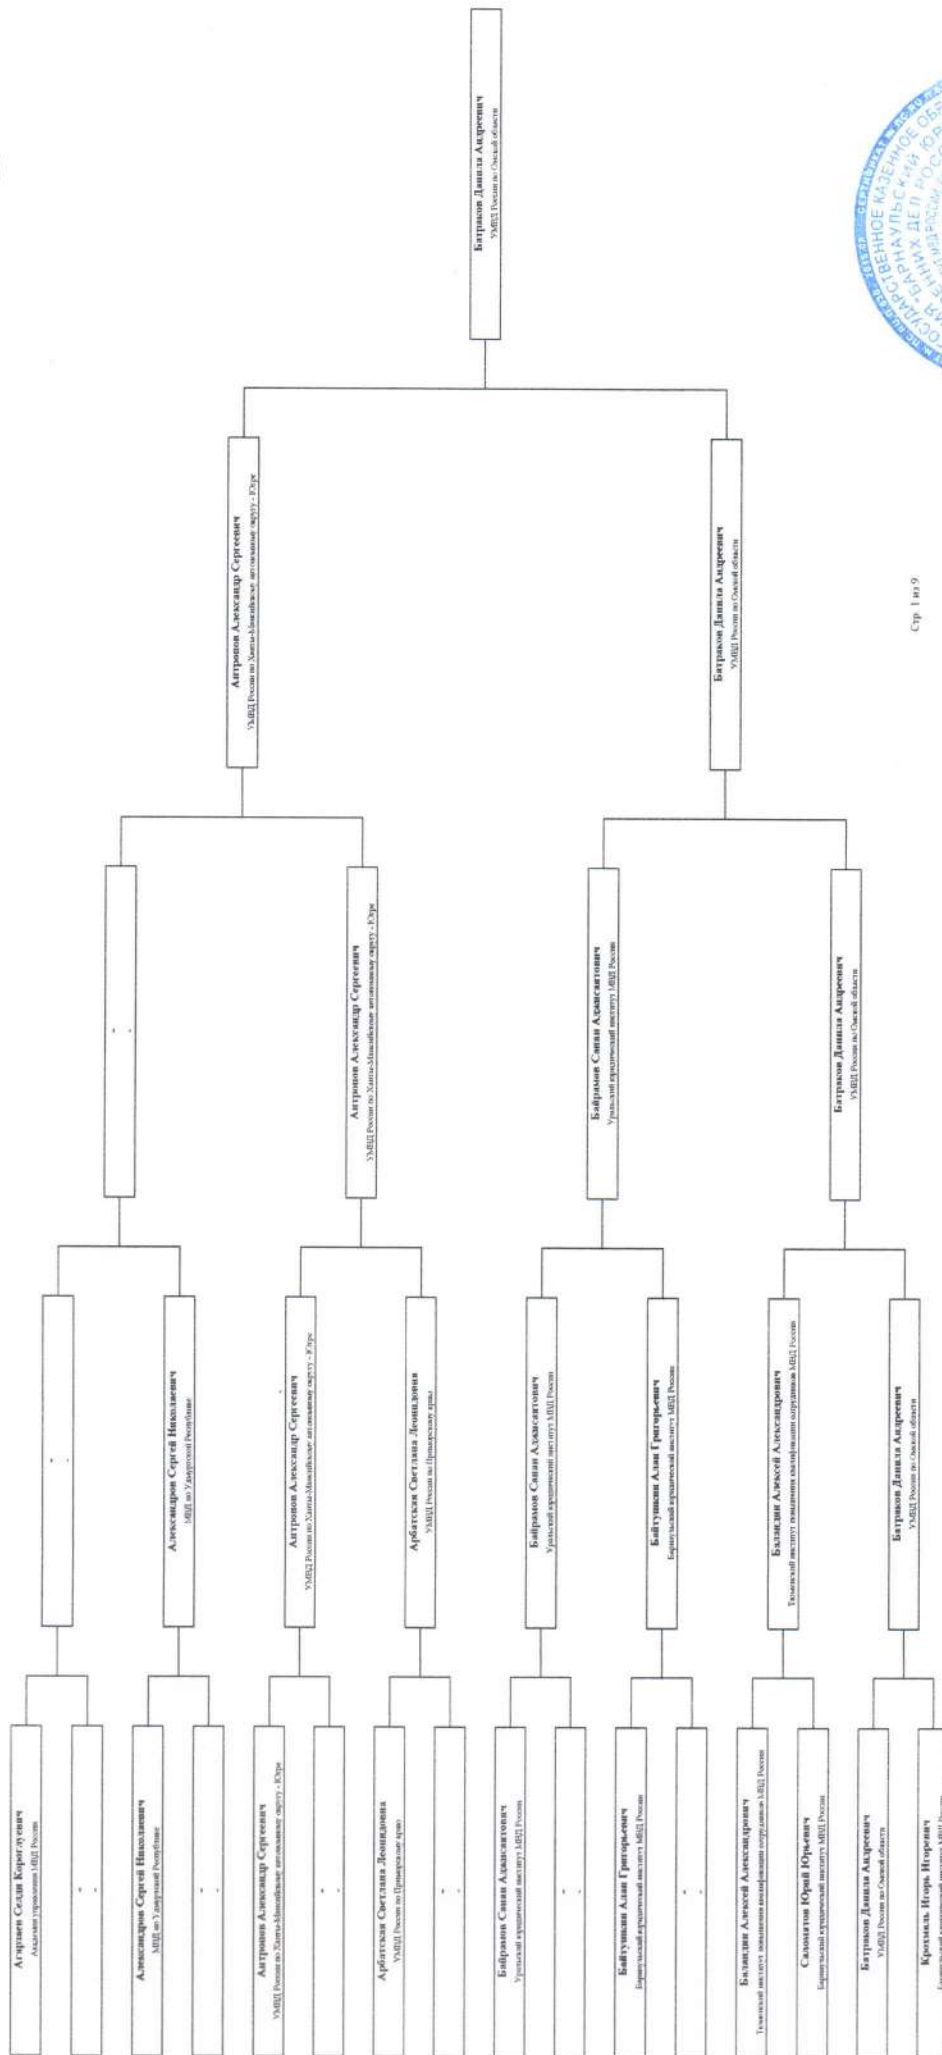 Агаризаев Селди Короглуевич
Академия управления МВД России
-
-
Александров Сергей Николаевич
МВД по Удмуртской Республике
-
-
Антропов Александр Сергеевич
УМВД России по Ханты-Мансийскому автономному округу - Югре
-
-
Арбатская Светлана Леонидовна
УМВД России по Приморскому краю
-
-
Байрамов Санан Аджисаятович
Уральский юридический институт МВД России
-
-
Байтушкин Алан Григорьевич
Барнаульский юридический институт МВД России
-
-
Баландин Алексей Александрович
Тюменский институт повышения квалификации сотрудников МВД России
Саломатов Юрий Юрьевич
Барнаульский юридический институт МВД России
Батраков Данила Андреевич
УМВД России по Омской области
Крохмаль Игорь Игоревич
-
-
Александров Сергей Николаевич
МВД по Удмуртской Республике
Антропов Александр Сергеевич
УМВД России по Ханты-Мансийскому автономному округу - Югре
Арбатская Светлана Леонидовна
УМВД России по Приморскому краю
Байрамов Санан Аджисаятович
Уральский юридический институт МВД России
Байтушкин Алан Григорьевич
Барнаульский юридический институт МВД России
Баландин Алексей Александрович
Тюменский институт повышения квалификации сотрудников МВД России
Батраков Данила Андреевич
УМВД России по Омской области
-
-
Антропов Александр Сергеевич
УМВД России по Ханты-Мансийскому автономному округу - Югре
Байрамов Санан Аджисаятович
Уральский юридический институт МВД России
Батраков Данила Андреевич
УМВД России по Омской области
Антропов Александр Сергеевич
УМВД России по Ханты-Мансийскому автономному округу - Югре
Батраков Данила Андреевич
УМВД России по Омской области
Батраков Данила Андреевич
УМВД России по Омской области
Стр. 1 из 9